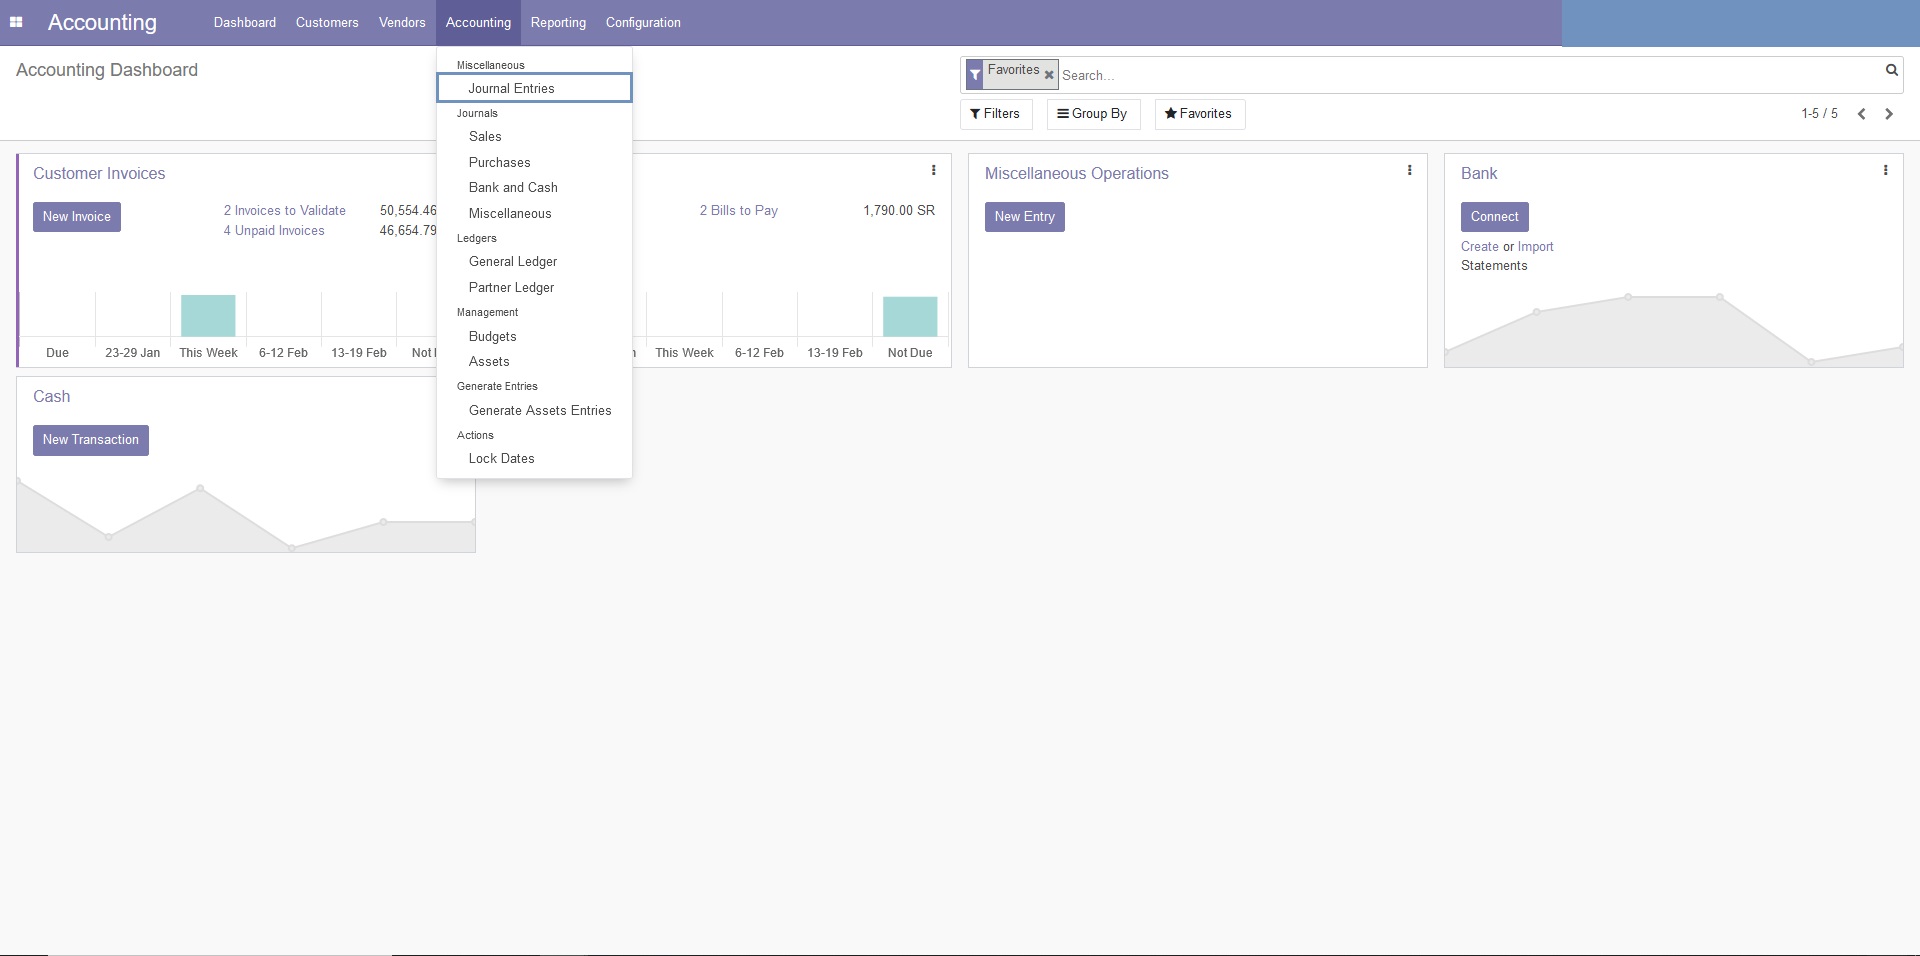 Accounting
Dashboard Customers Vendors Accounting Reporting Configuration
Accounting Dashboard
Favorites Search...
Filters Group By Favorites 1-5 / 5
Miscellaneous
Journal Entries
Journals
Sales
Purchases
Bank and Cash
Miscellaneous
Ledgers
General Ledger
Partner Ledger
Management
Budgets
Assets
Generate Entries
Generate Assets Entries
Actions
Lock Dates
Customer Invoices
New Invoice
2 Invoices to Validate 50,554.46
4 Unpaid Invoices 46,654.79
Due 23-29 Jan This Week 6-12 Feb 13-19 Feb Not
2 Bills to Pay 1,790.00 SR
This Week 6-12 Feb 13-19 Feb Not Due
Miscellaneous Operations
New Entry
Bank
Connect
Create or Import
Statements
Cash
New Transaction